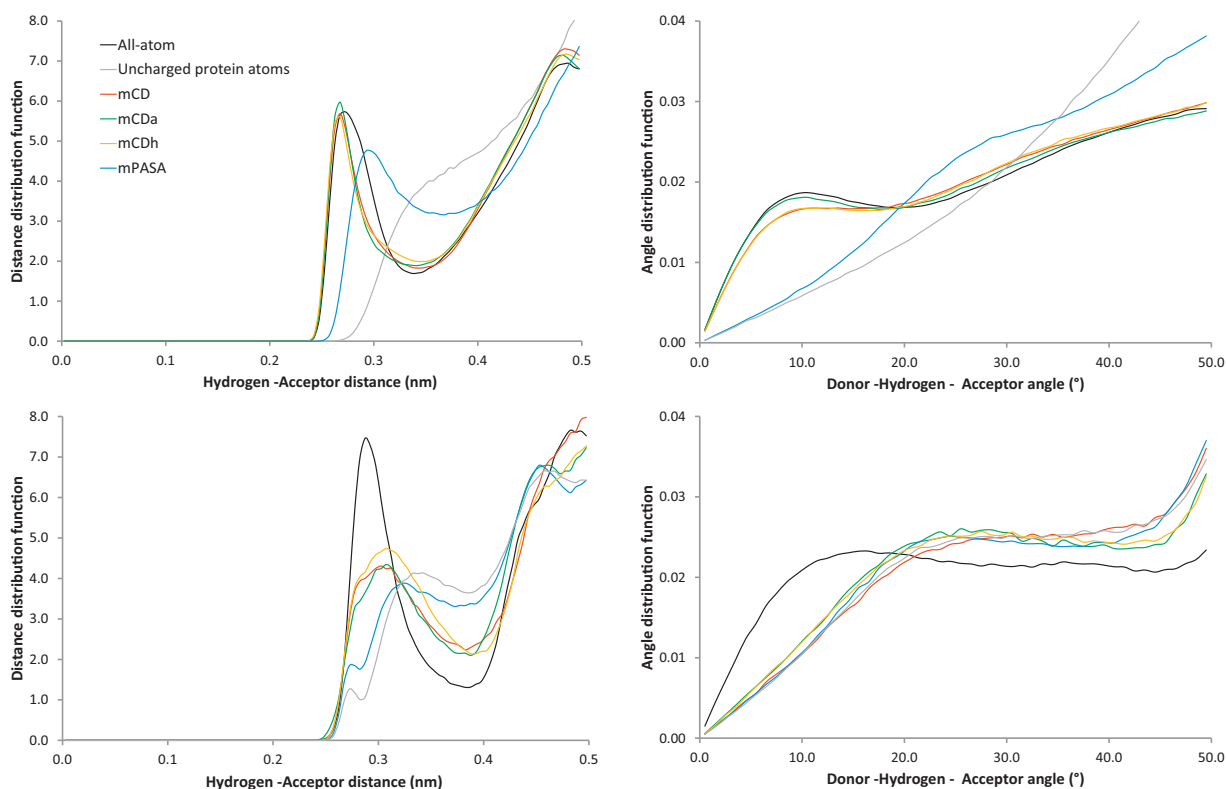 8.0
7.0
6.0
5.0
4.0
3.0
2.0
1.0
0.0
Distance distribution function
All-atom
Uncharged protein atoms
mCD
mCDa
mCDh
mPASA
0.0 0.1 0.2 0.3 0.4 0.5
Hydrogen -Acceptor distance (nm)
0.04
0.03
0.02
0.01
0.00
Angle distribution function
0.0 10.0 20.0 30.0 40.0 50.0
Donor -Hydrogen - Acceptor angle (°)
8.0
7.0
6.0
5.0
4.0
3.0
2.0
1.0
0.0
Distance distribution function
0.0 0.1 0.2 0.3 0.4 0.5
Hydrogen -Acceptor distance (nm)
0.04
0.03
0.02
0.01
0.00
Angle distribution function
0.0 10.0 20.0 30.0 40.0 50.0
Donor -Hydrogen - Acceptor angle (°)